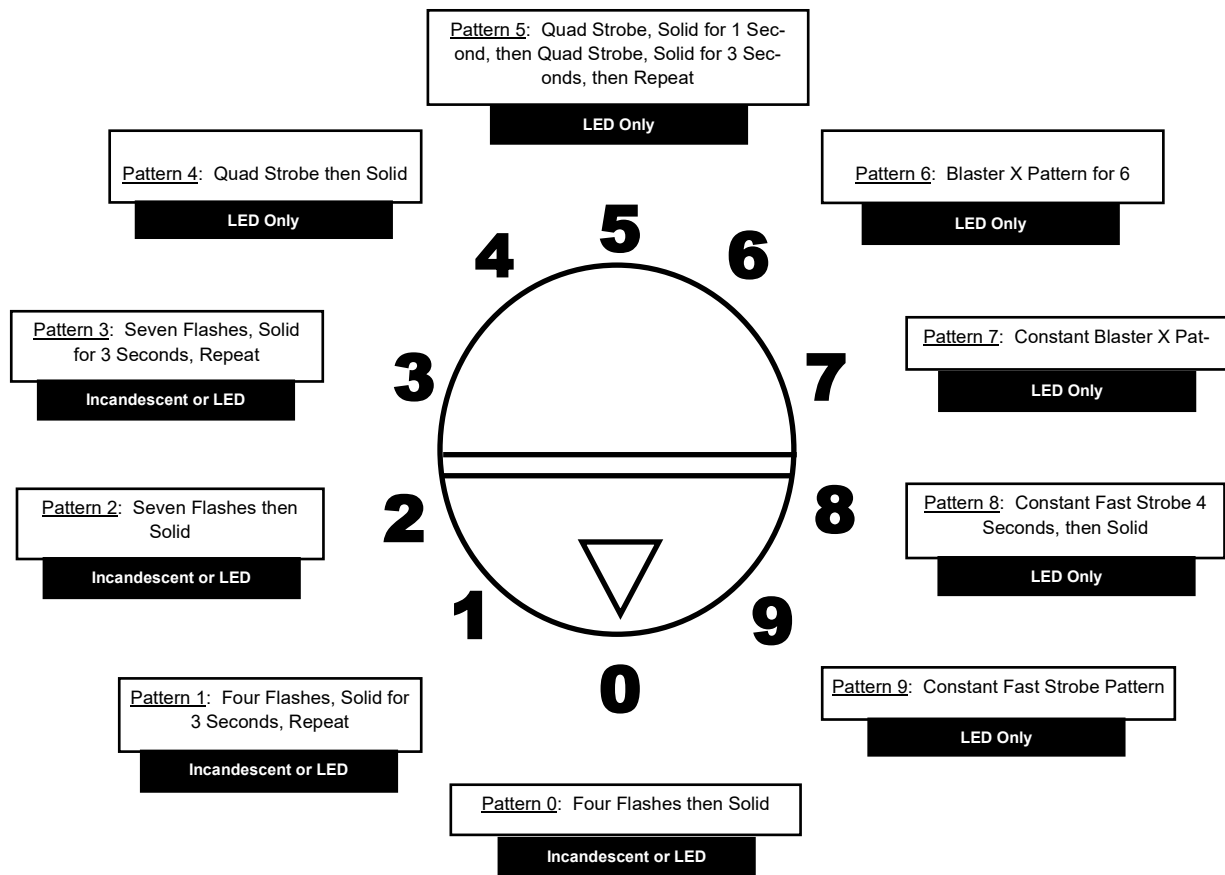 Pattern 5: Quad Strobe, Solid for 1 Sec-
ond, then Quad Strobe, Solid for 3 Sec-
onds, then Repeat
LED Only
Pattern 4: Quad Strobe then Solid
LED Only
Pattern 6: Blaster X Pattern for 6
LED Only
5
4
6
Pattern 3: Seven Flashes, Solid
for 3 Seconds, Repeat
Incandescent or LED
3
7
Pattern 7: Constant Blaster X Pat-
LED Only
Pattern 2: Seven Flashes then
Solid
Incandescent or LED
2
8
Pattern 8: Constant Fast Strobe 4
Seconds, then Solid
LED Only
1
9
0
Pattern 1: Four Flashes, Solid for
3 Seconds, Repeat
Incandescent or LED
Pattern 9: Constant Fast Strobe Pattern
LED Only
Pattern 0: Four Flashes then Solid
Incandescent or LED